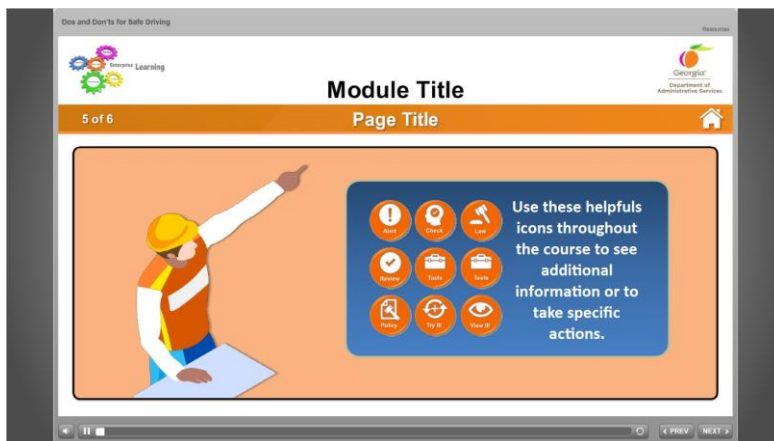 Dos and Don'ts for Safe Driving
Resources
Enterprise Learning
Georgia
Department of
Administrative Services
Module Title
5 of 6
Page Title
Alert
Check
Law
Review
Tools
Tools
Policy
Try It!
View It!
Use these helpfuls
icons throughout
the course to see
additional
information or to
take specific
actions.
PREV
NEXT